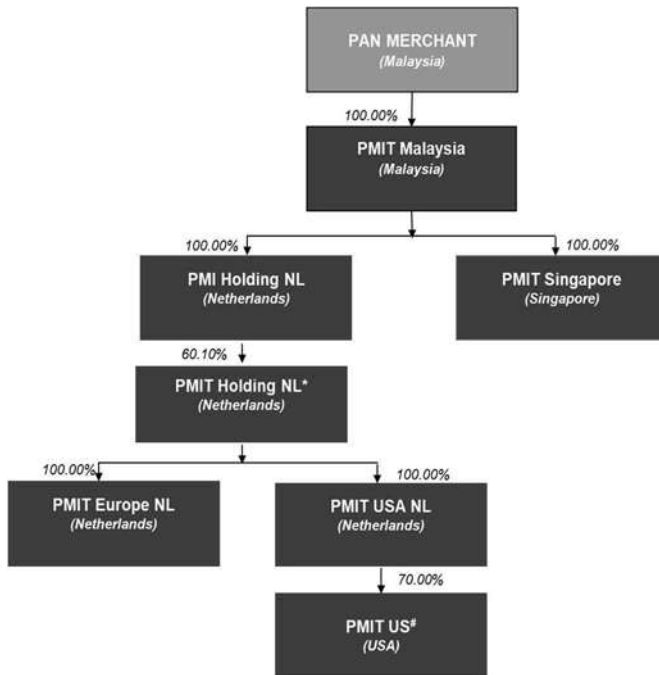 PAN MERCHANT
(Malaysia)
100.00%
PMIT Malaysia
(Malaysia)
100.00%
100.00%
PMI Holding NL
(Netherlands)
PMIT Singapore
(Singapore)
60.10%
PMIT Holding NL*
(Netherlands)
100.00%
100.00%
PMIT Europe NL
(Netherlands)
PMIT USA NL
(Netherlands)
70.00%
PMIT US#
(USA)